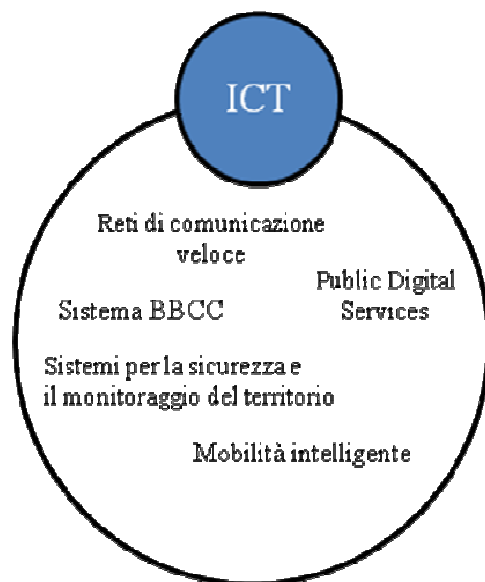 ICT
Reti di comunicazione
veloce
Public Digital
Services
Sistema BBCC
Sistemi per la sicurezza e
il monitoraggio del territorio
Mobilità intelligente